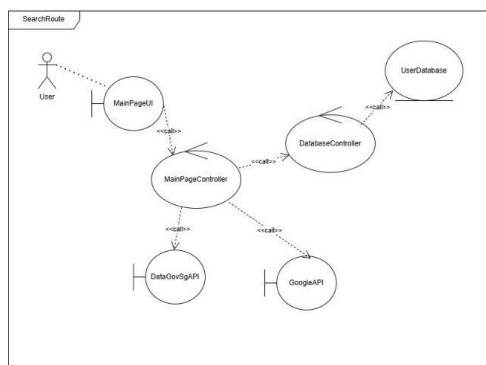 SearchRoute
User
MainPageUI
UserDatabase
<<call>>
<<call>>
DatabaseController
<<call>>
MainPageController
<<call>>
<<call>>
DataGovSgAPI
GoogleAPI